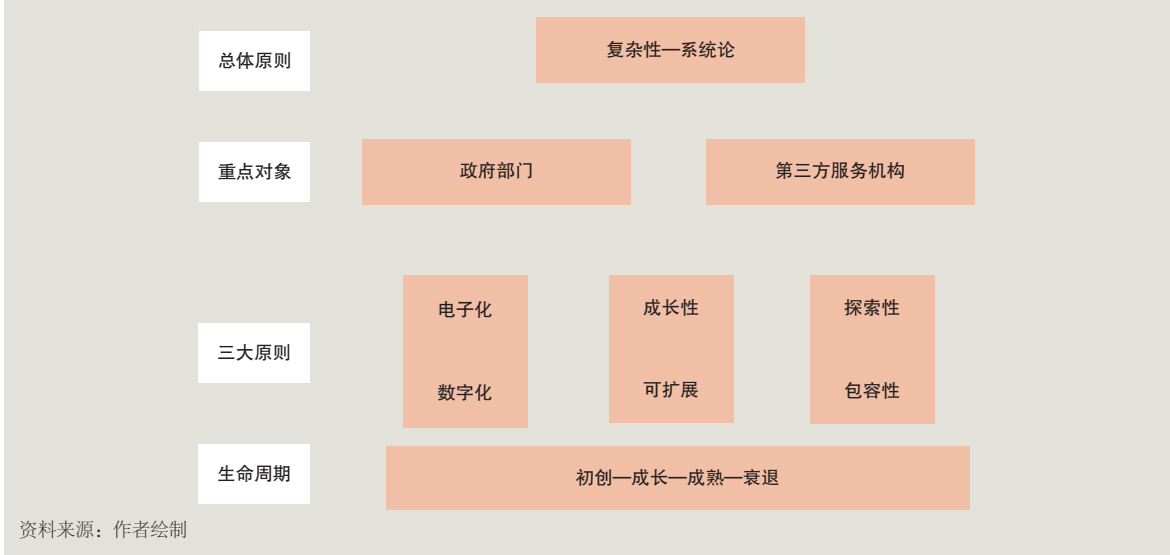 总体原则
复杂性—系统论
重点对象
政府部门
第三方服务机构
三大原则
电子化
数字化
成长性
可扩展
探索性
包容性
生命周期
初创—成长—成熟—衰退
资料来源：作者绘制